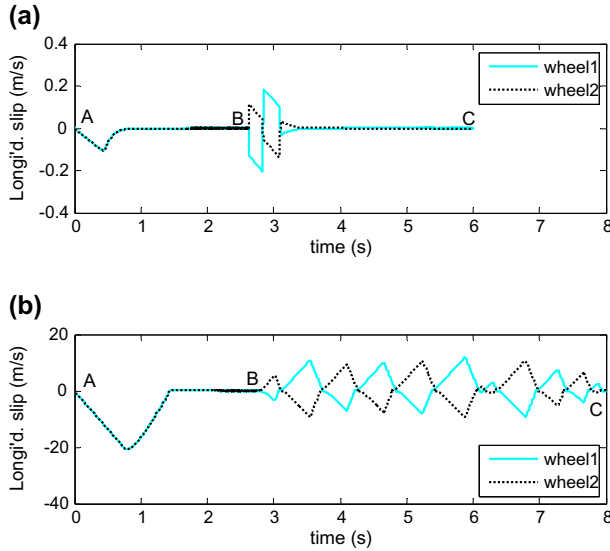 (a)
Longi'd. slip (m/s)
0.4
0.2
0
-0.2
-0.4
A
B
C
wheel1
wheel2
0 1 2 3 4 5 6 7 8
time (s)
(b)
Longi'd. slip (m/s)
20
0
-20
-40
A
B
C
wheel1
wheel2
0 1 2 3 4 5 6 7 8
time (s)